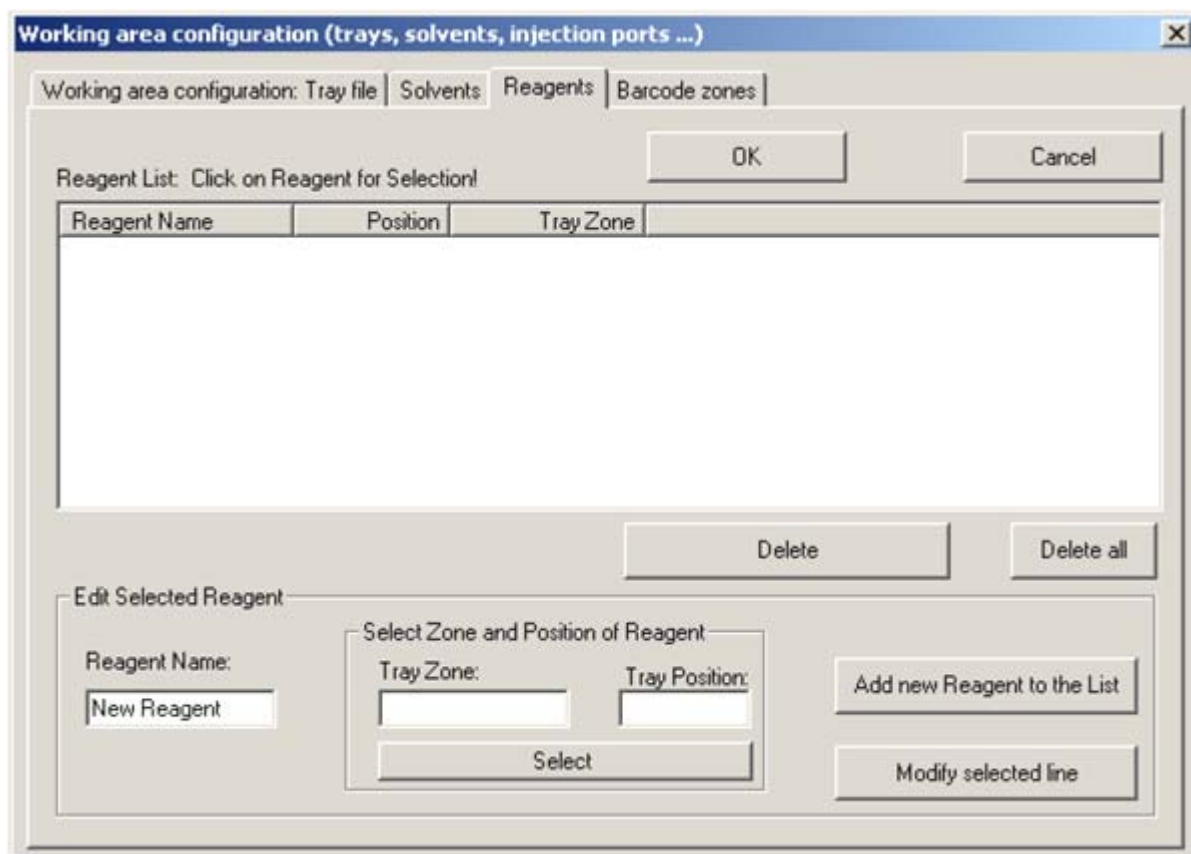 Working area configuration (trays, solvents, injection ports ...)
Working area configuration: Tray file Solvents Reagents Barcode zones
OK Cancel
Reagent List: Click on Reagent for Selection!
Reagent Name Position Tray Zone
Delete Delete all
Edit Selected Reagent
Select Zone and Position of Reagent
Reagent Name: Tray Zone: Tray Position:
New Reagent
Add new Reagent to the List
Select
Modify selected line